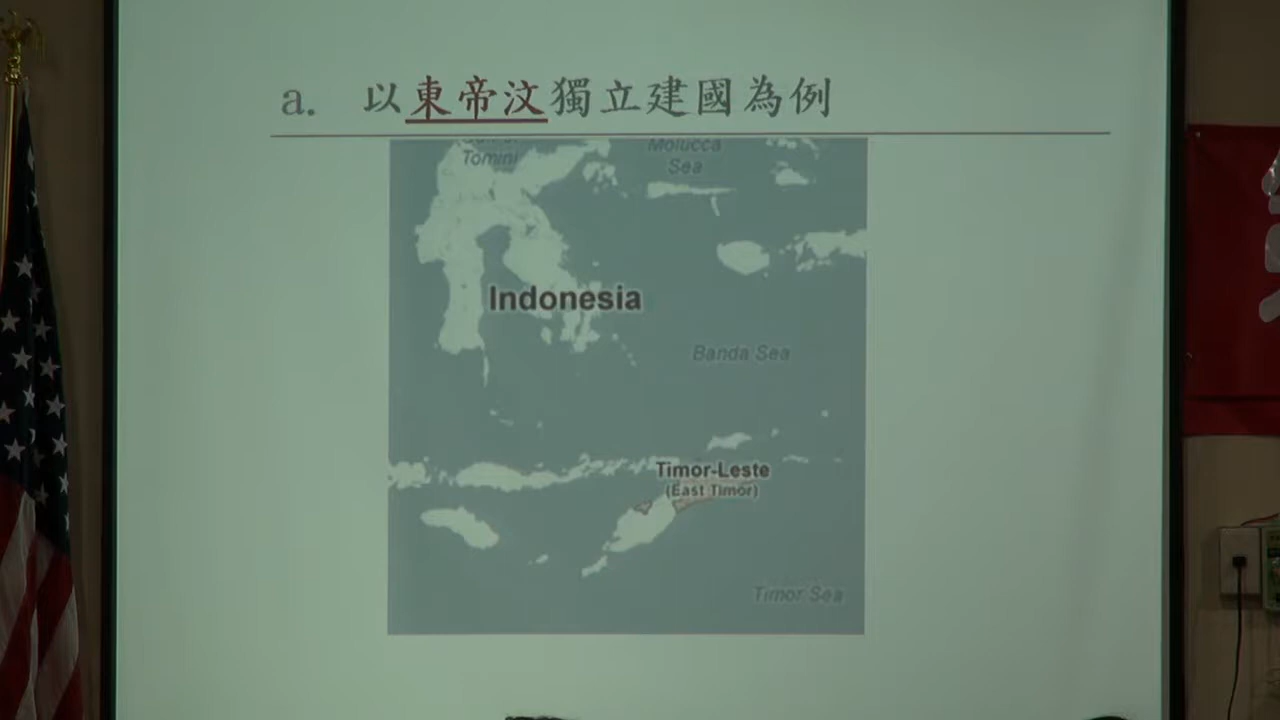 a. 以東帝汶獨立建國為例
Tomini
Molucca
Sea
Indonesia
Banda Sea
Timor-Leste
(East Timor)
Timor Sea